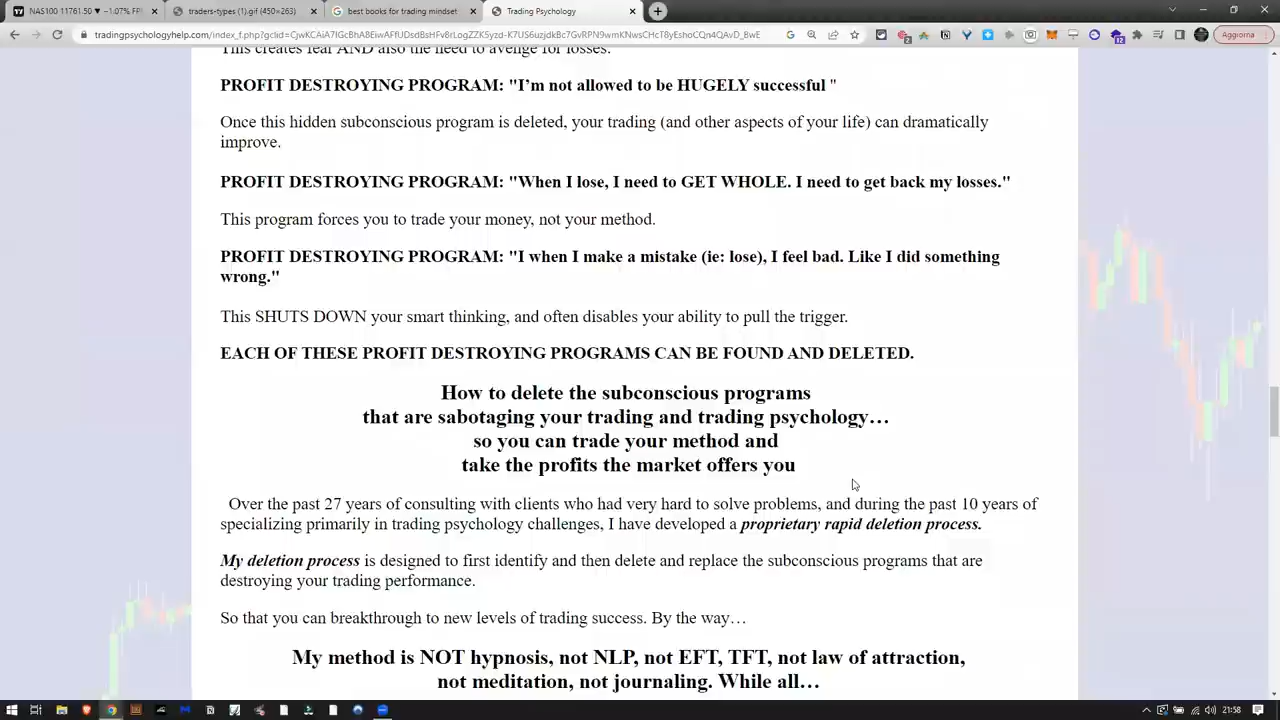 NAS100 11761.50 ▼ −1.07% FP!
traders-types (1).gif (450×263)
best books for trading mindset
Trading Psychology
tradingpsychologyhelp.com/index_f.php?gclid=
Aggiorna
This creates fear AND also the need to avenge for losses.
PROFIT DESTROYING PROGRAM: "I'm not allowed to be HUGELY successful "
Once this hidden subconscious program is deleted, your trading (and other aspects of your life) can dramatically
improve.
PROFIT DESTROYING PROGRAM: "When I lose, I need to GET WHOLE. I need to get back my losses."
This program forces you to trade your money, not your method.
PROFIT DESTROYING PROGRAM: "I when I make a mistake (ie: lose), I feel bad. Like I did something
wrong."
This SHUTS DOWN your smart thinking, and often disables your ability to pull the trigger.
EACH OF THESE PROFIT DESTROYING PROGRAMS CAN BE FOUND AND DELETED.
How to delete the subconscious programs
that are sabotaging your trading and trading psychology…
so you can trade your method and
take the profits the market offers you
Over the past 27 years of consulting with clients who had very hard to solve problems, and during the past 10 years of
specializing primarily in trading psychology challenges, I have developed a proprietary rapid deletion process.
My deletion process is designed to first identify and then delete and replace the subconscious programs that are
destroying your trading performance.
So that you can breakthrough to new levels of trading success. By the way…
My method is NOT hypnosis, not NLP, not EFT, TFT, not law of attraction,
not meditation, not journaling. While all…
21:58